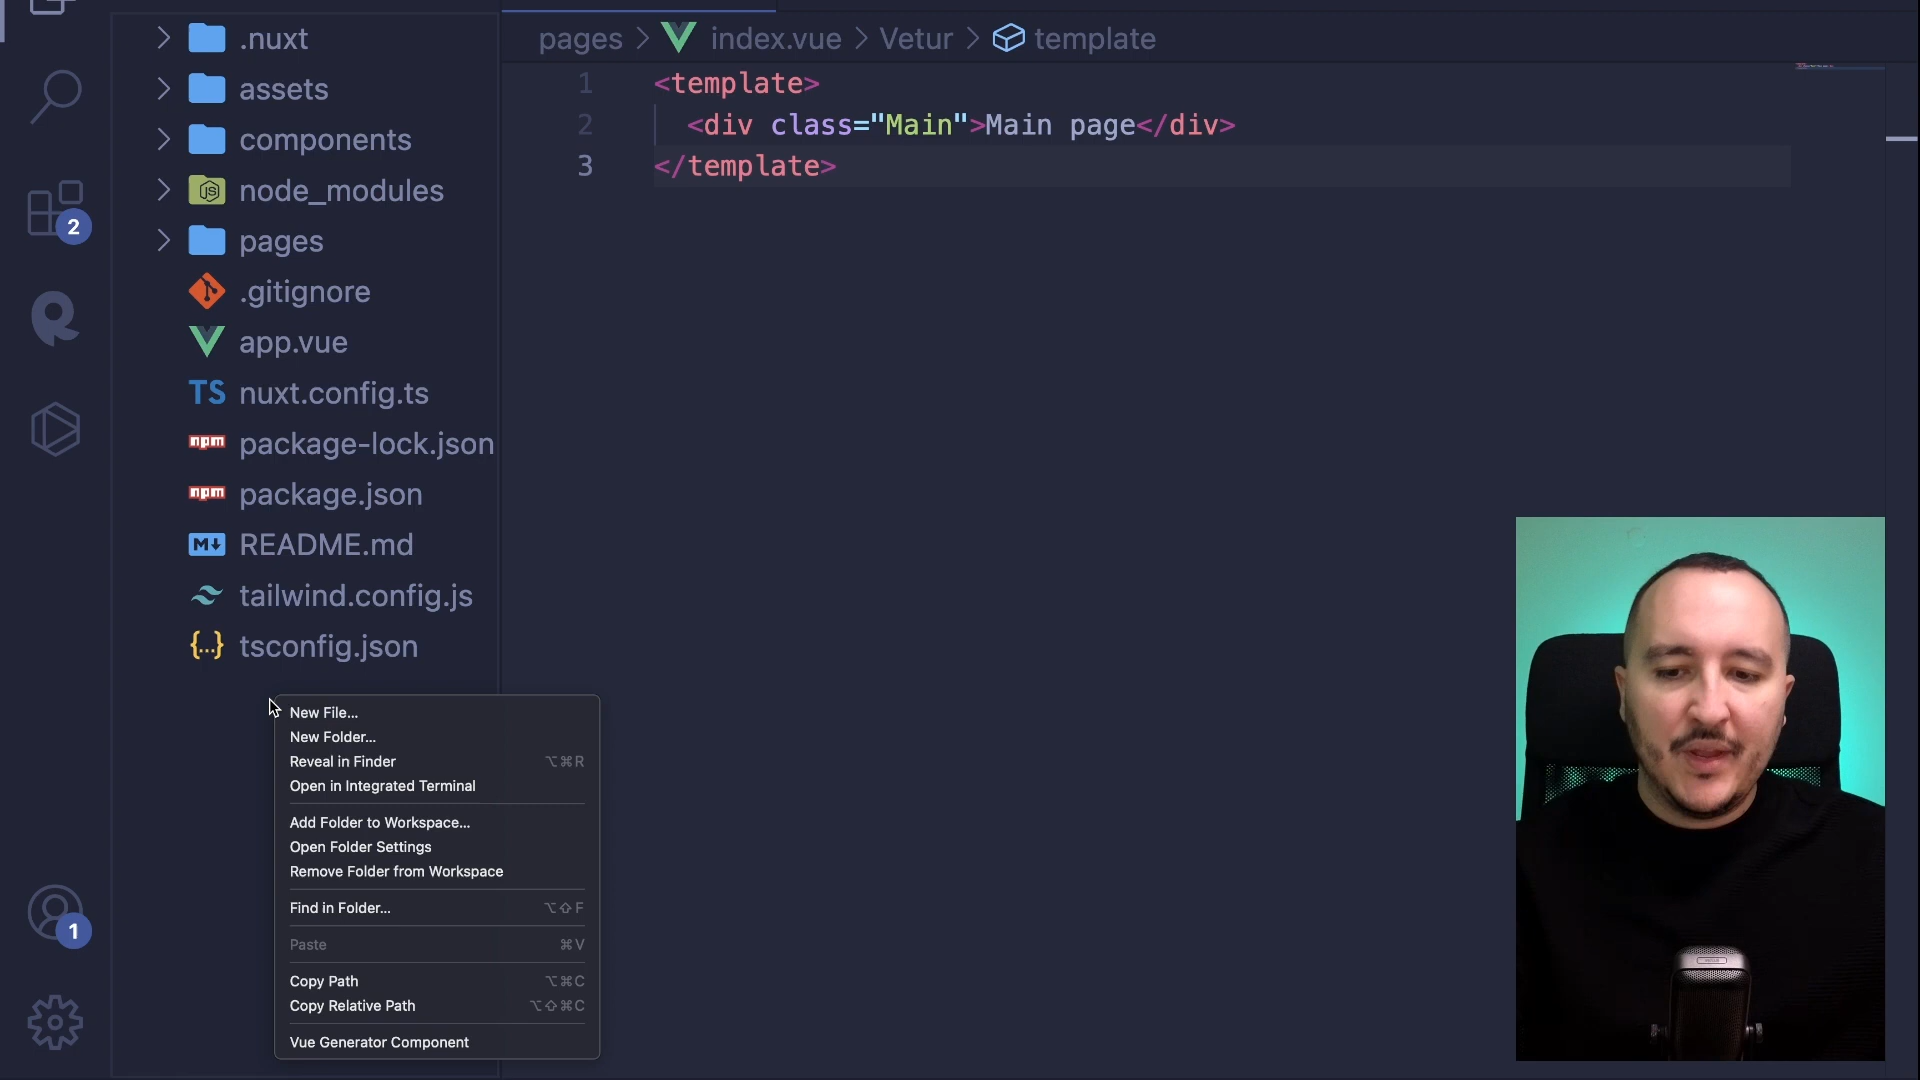 .nuxt
assets
components
node_modules
pages
.gitignore
app.vue
TS nuxt.config.ts
npm package-lock.json
npm package.json
M↓ README.md
tailwind.config.js
{...} tsconfig.json
2
1
pages > index.vue > Vetur > template
1 <template>
2 <div class="Main">Main page</div>
3 </template>
New File...
New Folder...
Reveal in Finder ⌥⌘R
Open in Integrated Terminal
Add Folder to Workspace...
Open Folder Settings
Remove Folder from Workspace
Find in Folder... ⌥⇧F
Paste ⌘V
Copy Path ⌥⌘C
Copy Relative Path ⌥⇧⌘C
Vue Generator Component